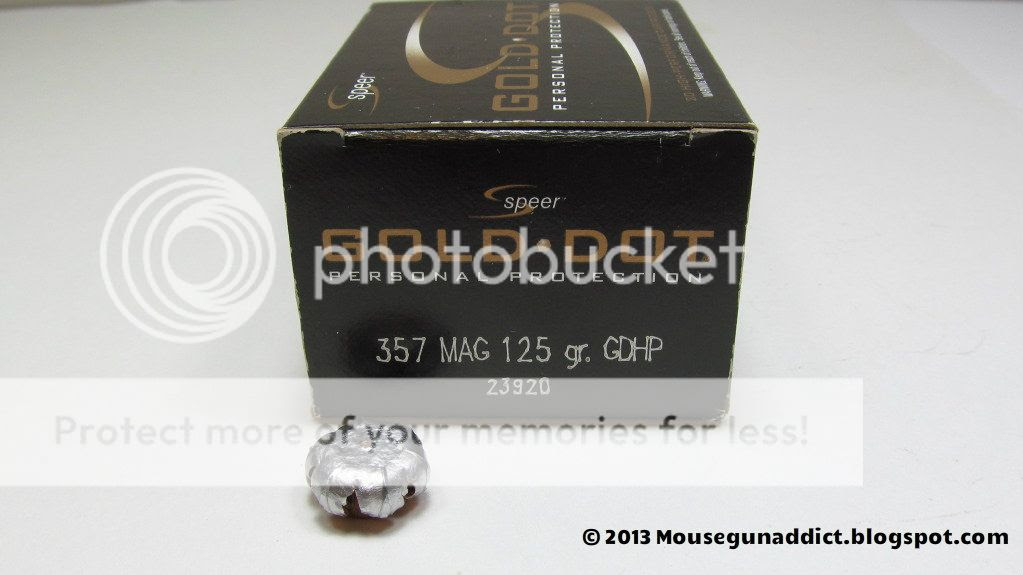 GOLD DOT
PERSONAL PROTECTION
speer
speer
GOLD DOT
PERSONAL PROTECTION
photobucket
357 MAG 125 gr. GDHP
23920
Protect more of your memories for less!
© 2013 Mousegunaddict.blogspot.com